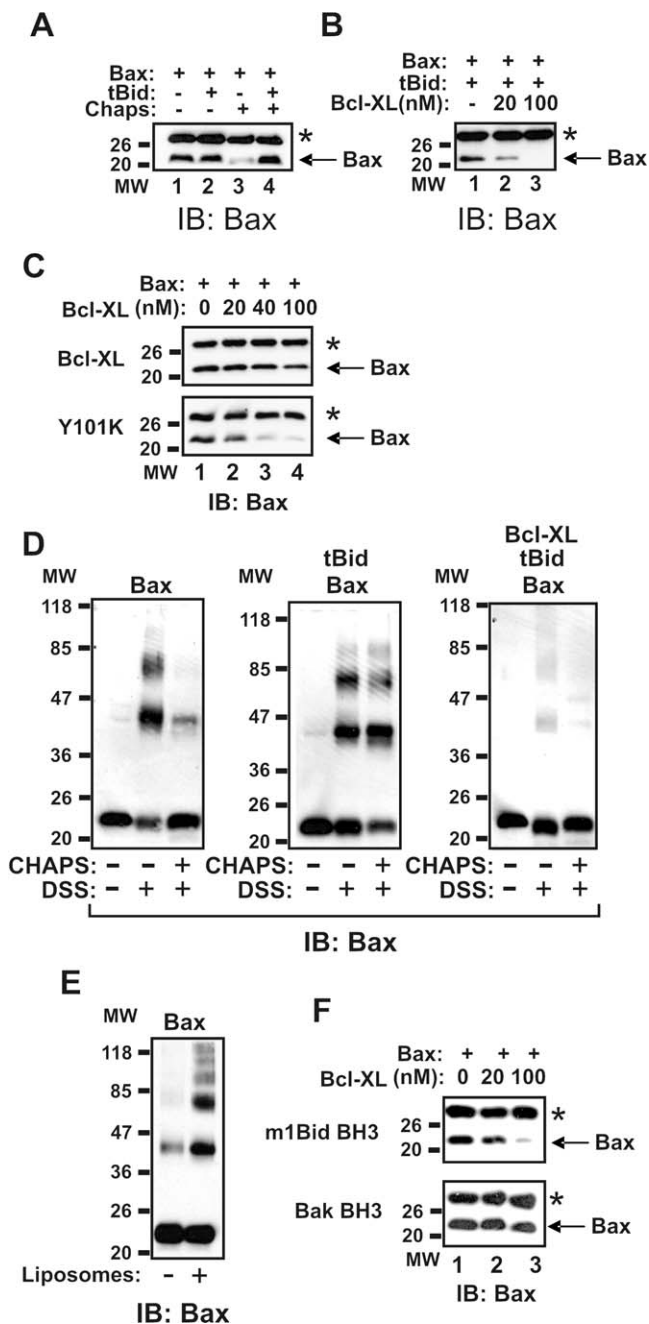 A
Bax: + + + +
tBid: - + - +
Chaps: - - + +
26
20
*
Bax
MW 1 2 3 4
IB: Bax
B
Bax: + + +
tBid: + + +
Bcl-XL(nM): - 20 100
26
20
*
Bax
MW 1 2 3
IB: Bax
C
Bax: + + + +
Bcl-XL (nM): 0 20 40 100
Bcl-XL
26
20
*
Bax
Y101K
26
20
*
Bax
MW 1 2 3 4
IB: Bax
D
MW
Bax
118
85
47
36
26
20
CHAPS: - - +
DSS: - + +
MW
tBid
Bax
118
85
47
36
26
20
CHAPS: - - +
DSS: - + +
MW
Bcl-XL
tBid
Bax
118
85
47
36
26
20
CHAPS: - - +
DSS: - + +
IB: Bax
E
MW
Bax
118
85
47
36
26
20
Liposomes: - +
IB: Bax
F
Bax: + + +
Bcl-XL (nM): 0 20 100
m1Bid BH3
26
20
*
Bax
Bak BH3
26
20
*
Bax
MW 1 2 3
IB: Bax